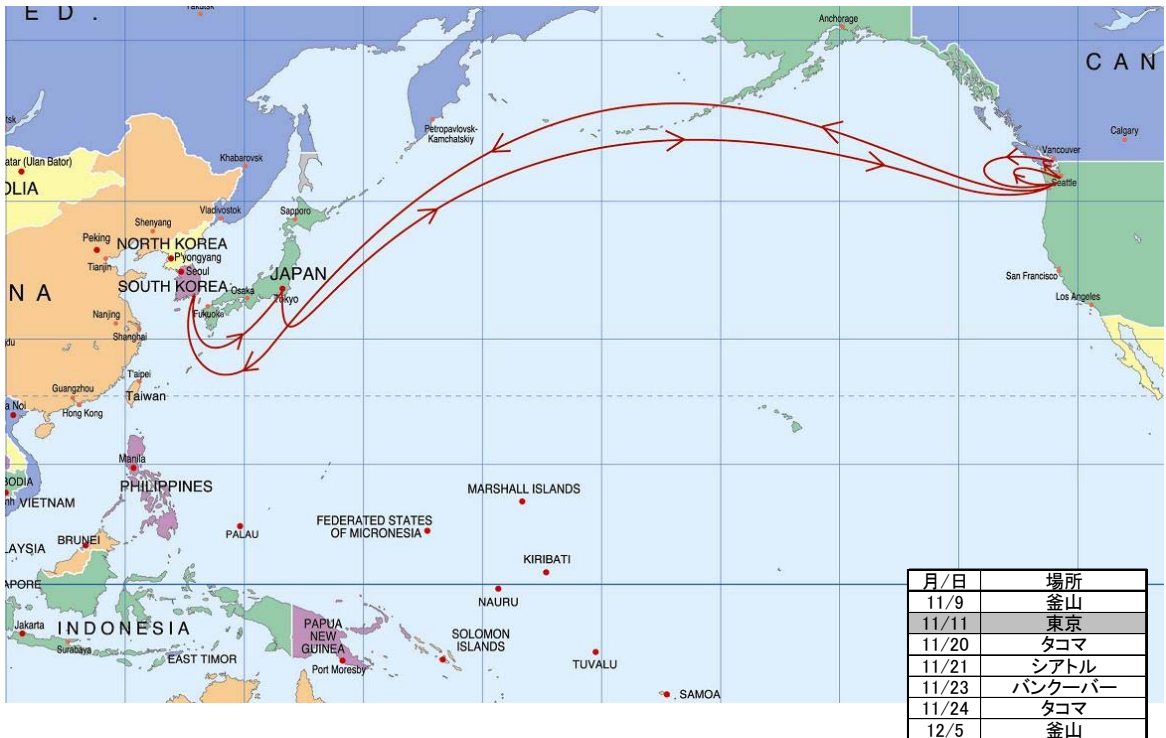 E D .
Anchorage
C A N
Petropavlovsk-
Kamchatskiy
Calgary
Khabarovsk
Vancouver
atar (Ulan Bator)
OLIA
Seattle
Vladivostok
Sapporo
Shenyang
Peking
NORTH KOREA
P'yongyang
Tianjin
Seoul
JAPAN
SOUTH KOREA
Osaka
Tokyo
San Francisco
N A
Fukuoka
Los Angeles
Nanjing
Shanghai
T'aipei
Guangzhou
Taiwan
Hong Kong
a Noi
Manila
BODIA
PHILIPPINES
MARSHALL ISLANDS
nh VIETNAM
FEDERATED STATES
OF MICRONESIA
PALAU
BRUNEI
LAYSIA
KIRIBATI
APORE
NAURU
Jakarta
INDONESIA
PAPUA
NEW
GUINEA
SOLOMON
ISLANDS
Surabaya
EAST TIMOR
Port Moresby
TUVALU
SAMOA
月/日 場所
11/9 釜山
11/11 東京
11/20 タコマ
11/21 シアトル
11/23 バンクーバー
11/24 タコマ
12/5 釜山